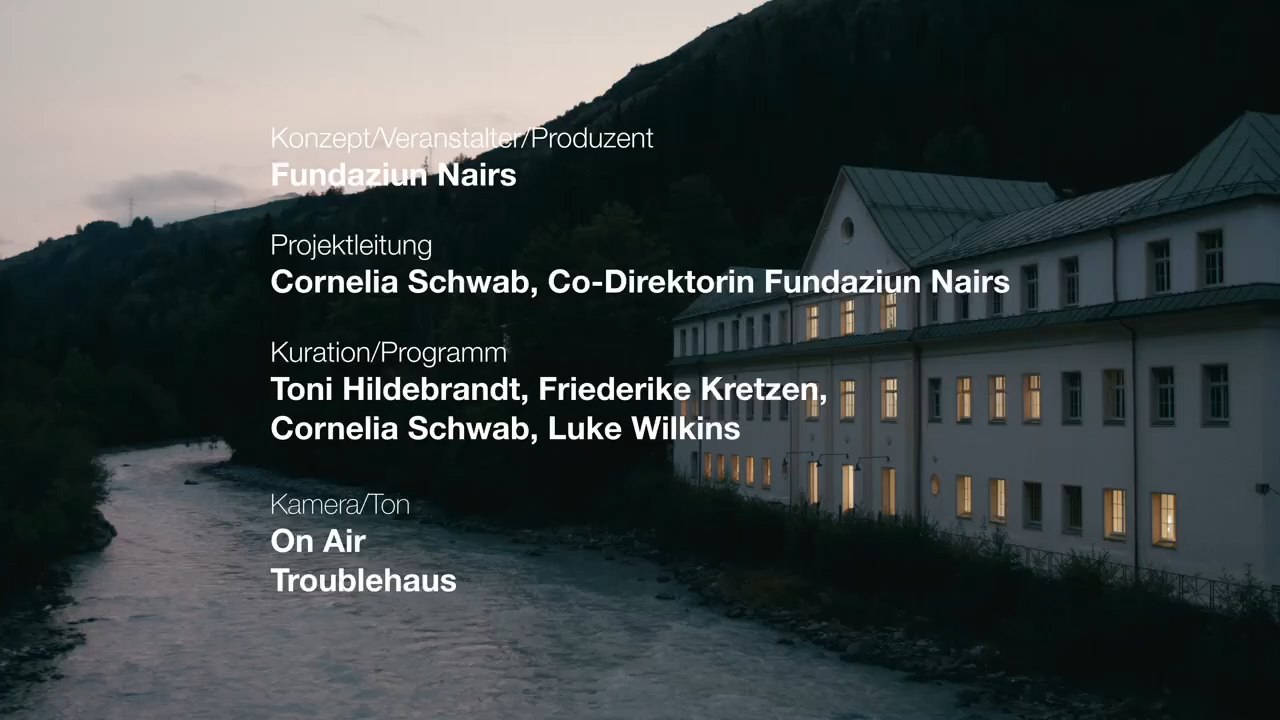 Konzept/Veranstalter/Produzent
Fundaziun Nairs
Projektleitung
Cornelia Schwab, Co-Direktorin Fundaziun Nairs
Kuration/Programm
Toni Hildebrandt, Friederike Kretzen,
Cornelia Schwab, Luke Wilkins
Kamera/Ton
On Air
Troublehaus